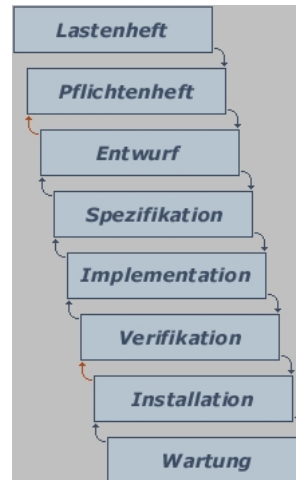 Lastenheft
Pflichtenheft
Entwurf
Spezifikation
Implementation
Verifikation
Installation
Wartung